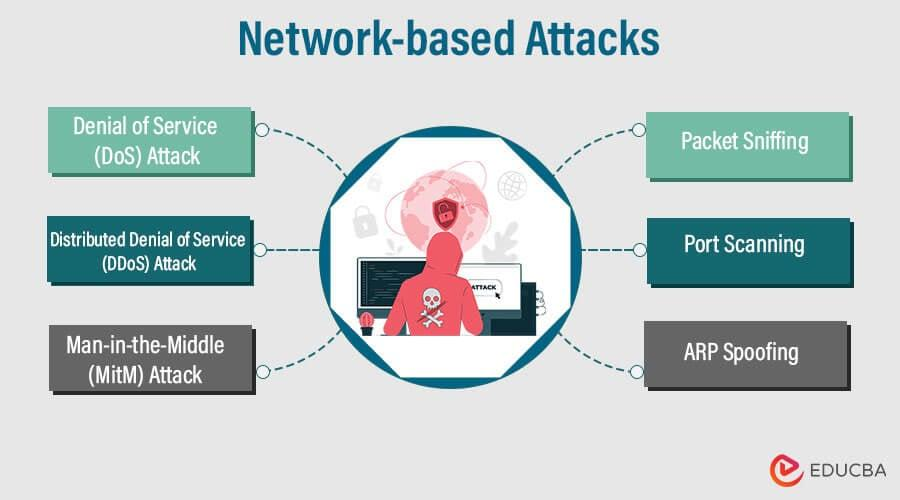 Network-based Attacks
Denial of Service
(DoS) Attack
Distributed Denial of Service
(DDoS) Attack
Man-in-the-Middle
(MitM) Attack
ATTACK
Packet Sniffing
Port Scanning
ARP Spoofing
EDUCBA